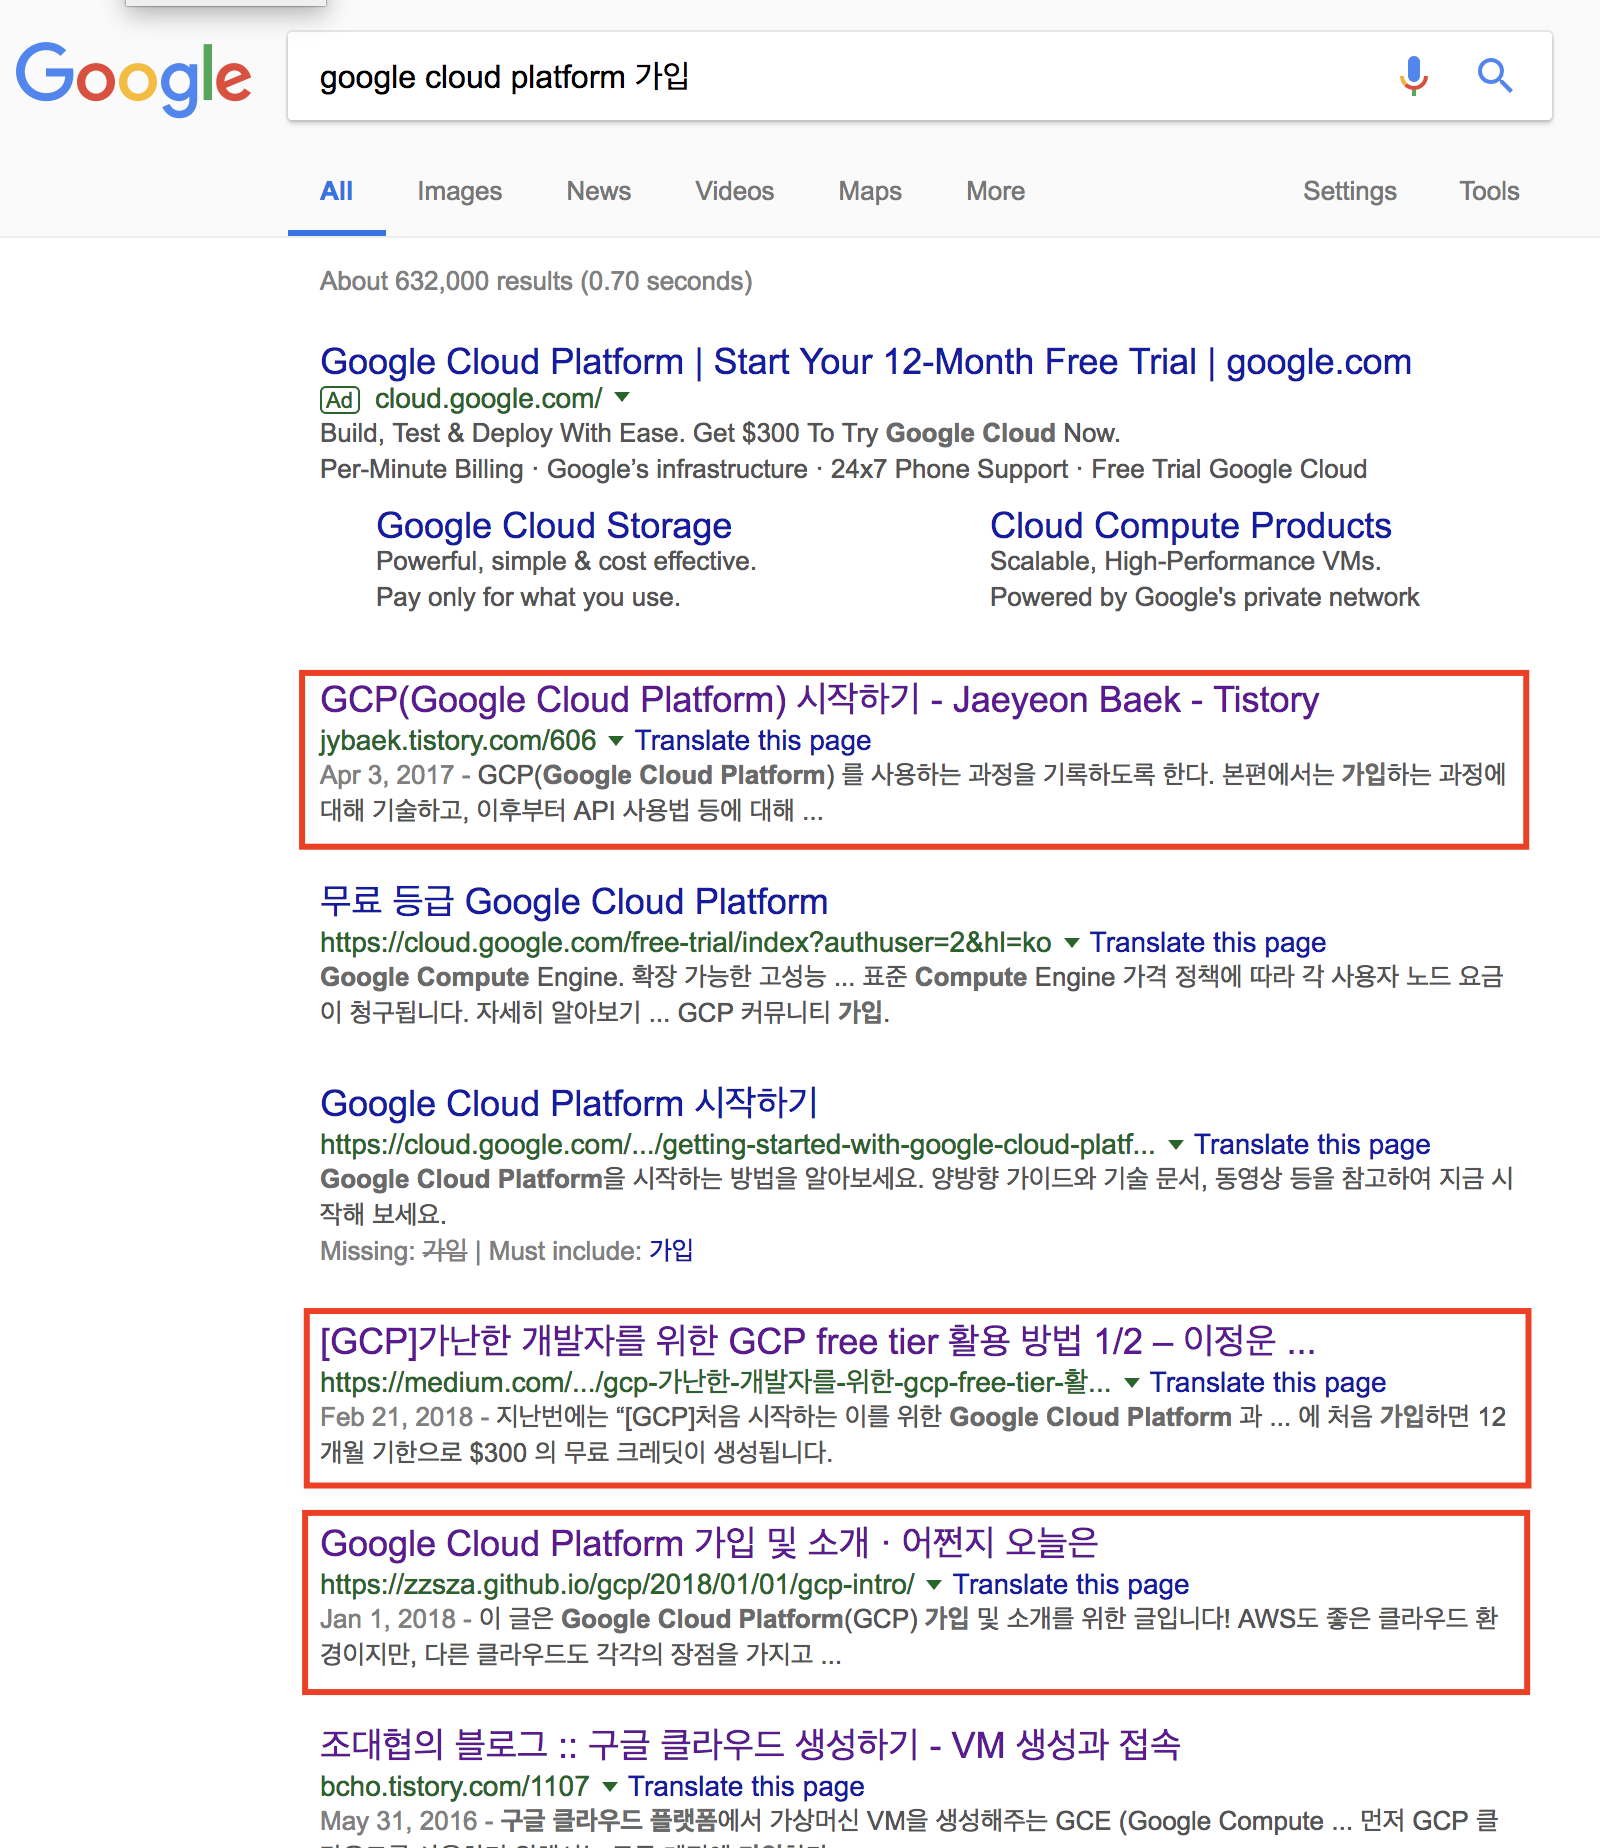 Google
google cloud platform 가입
All Images News Videos Maps More Settings Tools
About 632,000 results (0.70 seconds)
Google Cloud Platform | Start Your 12-Month Free Trial | google.com
Ad cloud.google.com/
Build, Test & Deploy With Ease. Get $300 To Try Google Cloud Now.
Per-Minute Billing · Google’s infrastructure · 24x7 Phone Support · Free Trial Google Cloud
Google Cloud Storage
Powerful, simple & cost effective.
Pay only for what you use.
Cloud Compute Products
Scalable, High-Performance VMs.
Powered by Google's private network
GCP(Google Cloud Platform) 시작하기 - Jaeyeon Baek - Tistory
jybaek.tistory.com/606 Translate this page
Apr 3, 2017 - GCP(Google Cloud Platform) 를 사용하는 과정을 기록하도록 한다. 본편에서는 가입하는 과정에
대해 기술하고, 이후부터 API 사용법 등에 대해 ...
무료 등급 Google Cloud Platform
https://cloud.google.com/free-trial/index?authuser=2&hl=ko Translate this page
Google Compute Engine. 확장 가능한 고성능 ... 표준 Compute Engine 가격 정책에 따라 각 사용자 노드 요금
이 청구됩니다. 자세히 알아보기 ... GCP 커뮤니티 가입.
Google Cloud Platform 시작하기
https://cloud.google.com/.../getting-started-with-google-cloud-platf... Translate this page
Google Cloud Platform을 시작하는 방법을 알아보세요. 양방향 가이드와 기술 문서, 동영상 등을 참고하여 지금 시
작해 보세요.
Missing: 가입 | Must include: 가입
[GCP]가난한 개발자를 위한 GCP free tier 활용 방법 1/2 – 이정운 ...
https://medium.com/.../gcp-가난한-개발자를-위한-gcp-free-tier-활... Translate this page
Feb 21, 2018 - 지난번에는 “[GCP]처음 시작하는 이를 위한 Google Cloud Platform 과 ... 에 처음 가입하면 12
개월 기한으로 $300 의 무료 크레딧이 생성됩니다.
Google Cloud Platform 가입 및 소개 · 어쩐지 오늘은
https://zzsza.github.io/gcp/2018/01/01/gcp-intro/ Translate this page
Jan 1, 2018 - 이 글은 Google Cloud Platform(GCP) 가입 및 소개를 위한 글입니다! AWS도 좋은 클라우드 환
경이지만, 다른 클라우드도 각각의 장점을 가지고 ...
조대협의 블로그 :: 구글 클라우드 생성하기 - VM 생성과 접속
bcho.tistory.com/1107 Translate this page
May 31, 2016 - 구글 클라우드 플랫폼에서 가상머신 VM을 생성해주는 GCE (Google Compute ... 먼저 GCP 클